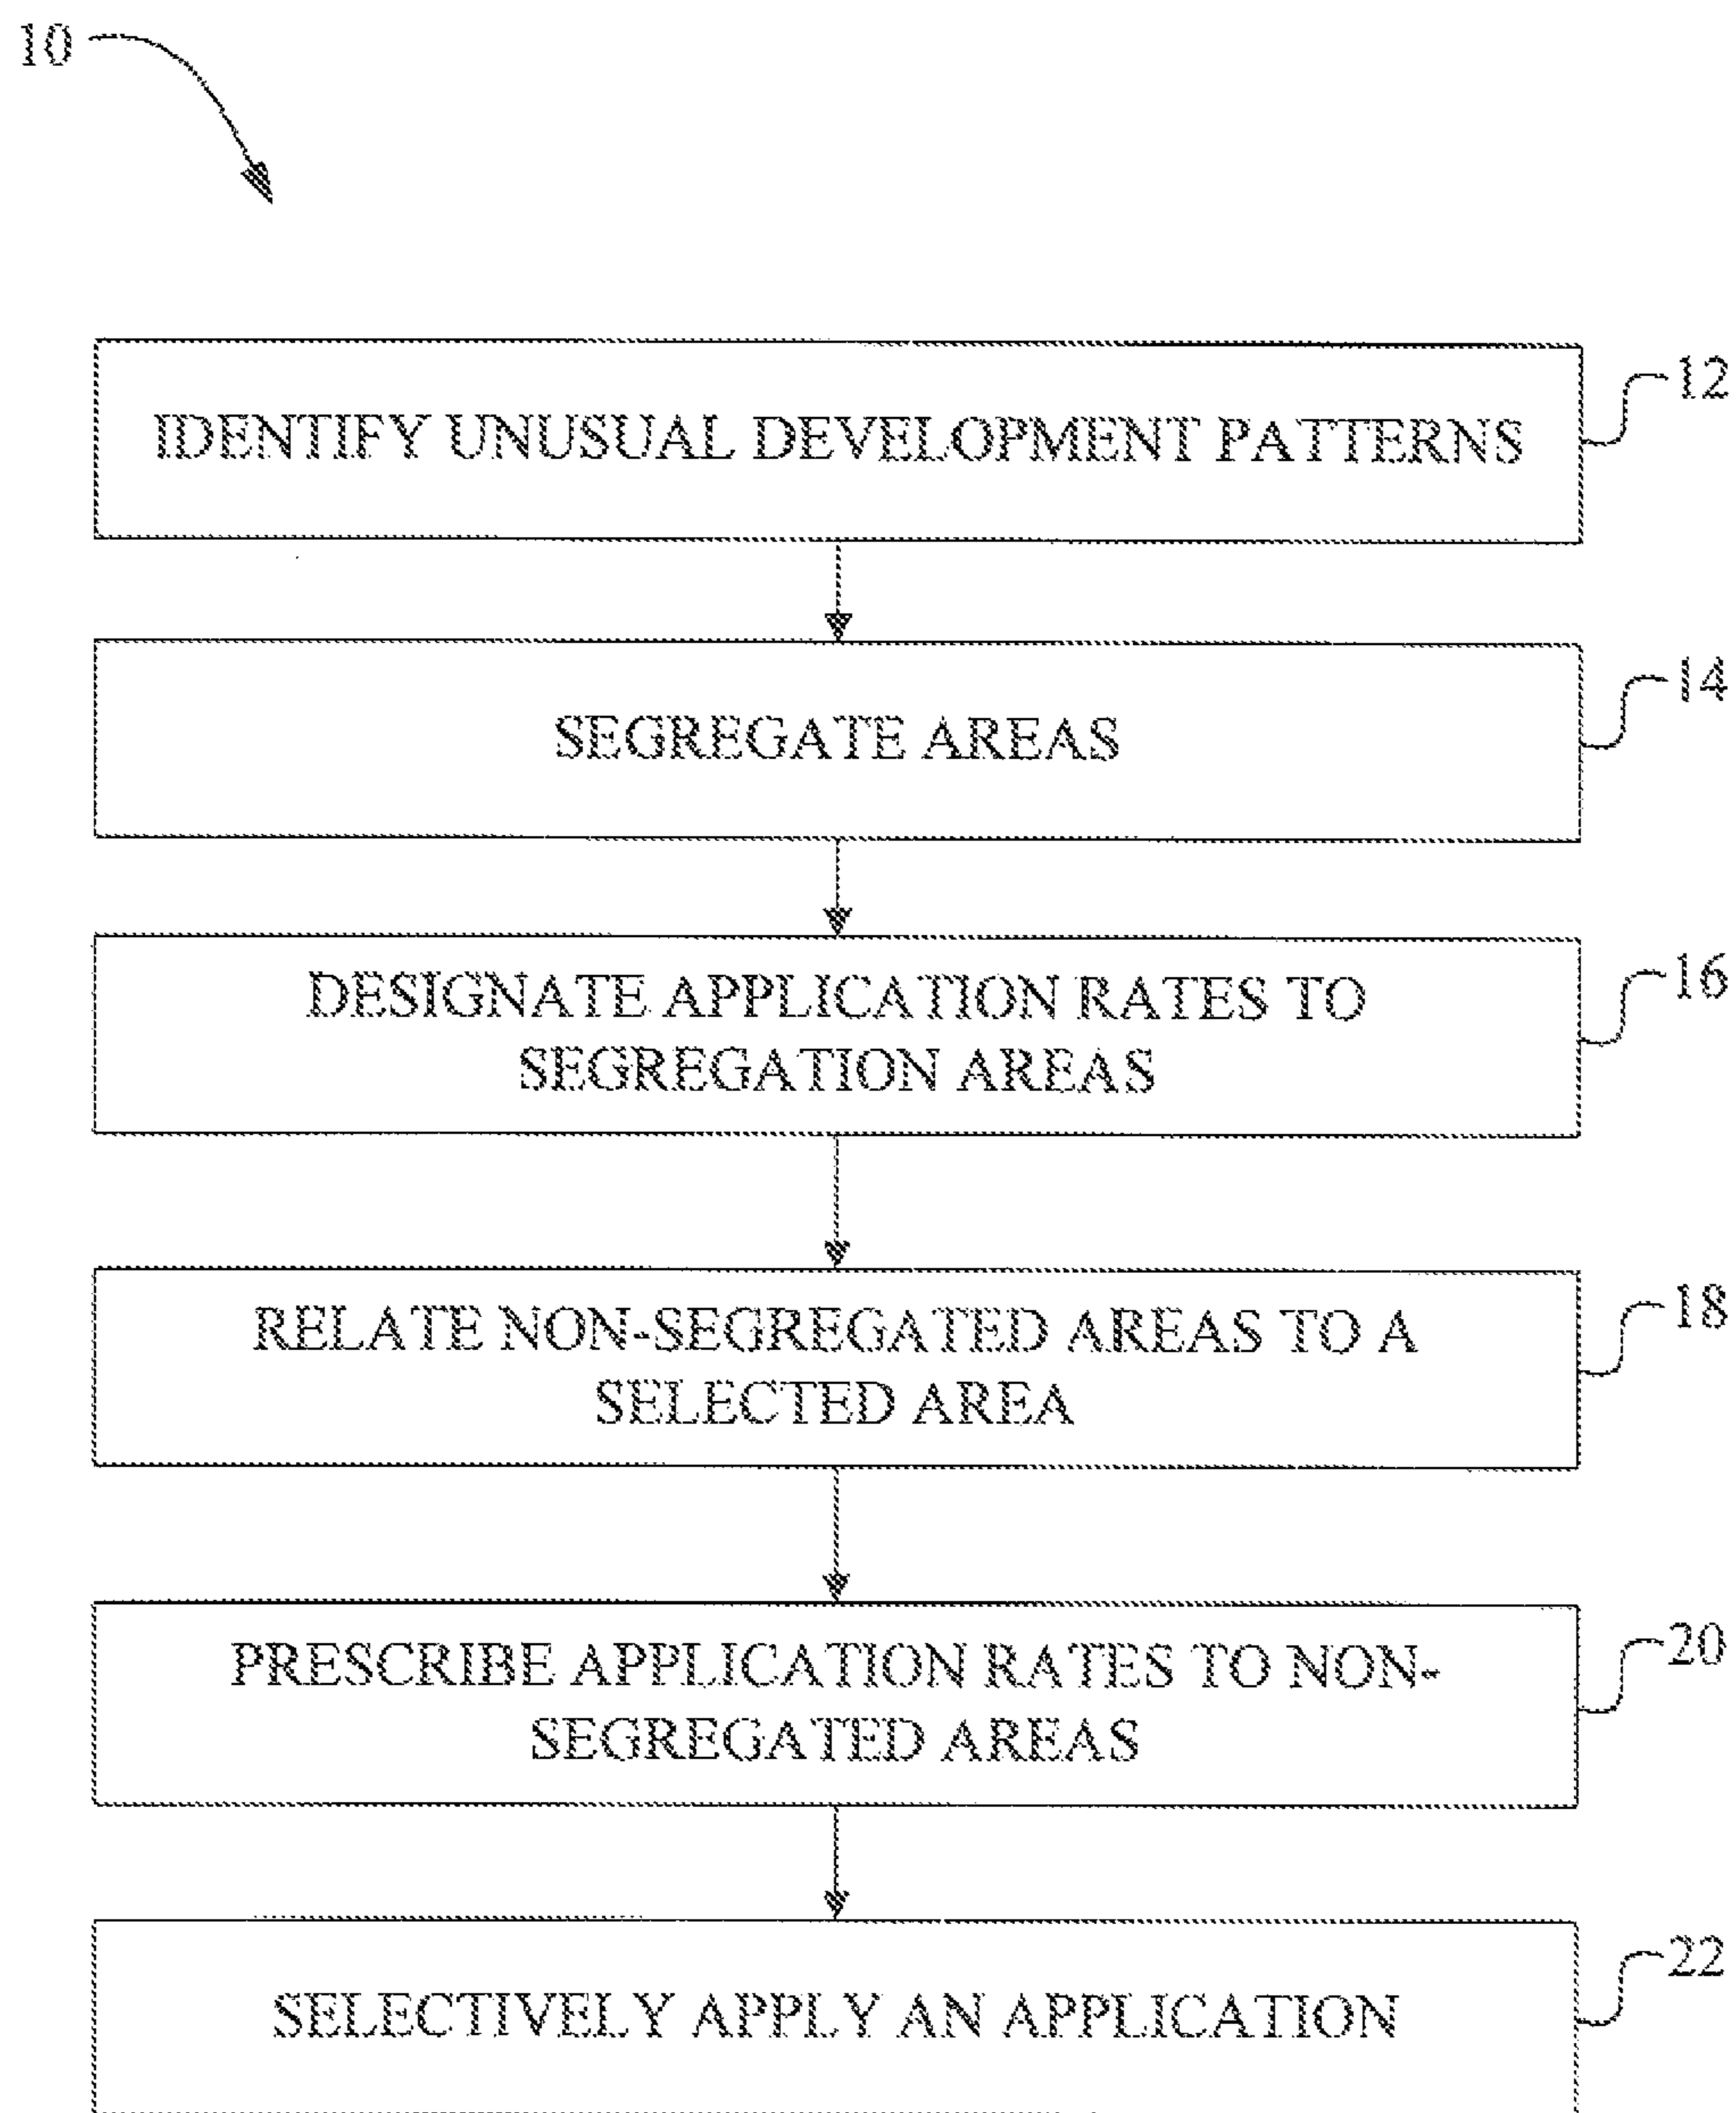 10
IDENTIFY UNUSUAL DEVELOPMENT PATTERNS
12
SEGREGATE AREAS
14
DESIGNATE APPLICATION RATES TO
SEGREGATION AREAS
16
RELATE NON-SEGREGATED AREAS TO A
SELECTED AREA
18
PRESCRIBE APPLICATION RATES TO NON-
SEGREGATED AREAS
20
SELECTIVELY APPLY AN APPLICATION
22